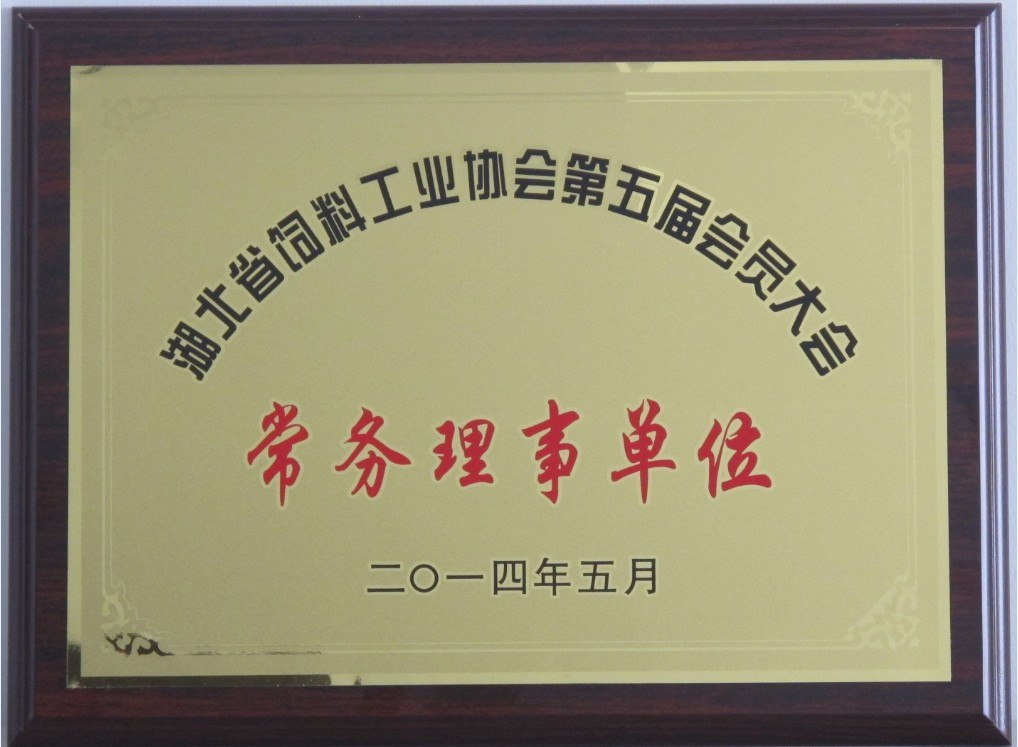 湖北省饲料工业协会第五届会员大会
常务理事单位
二〇一四年五月